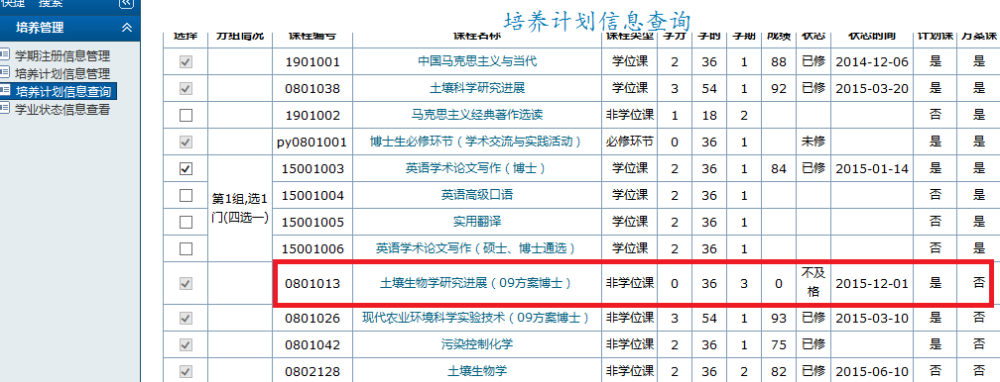 快捷 搜索
培养管理
学期注册信息管理
培养计划信息管理
培养计划信息查询
学业状态信息查看
培养计划信息查询
选择 分组情况 课程编号 课程名称 课程类型 学分 学时 学期 成绩 状态 状态时间 计划课 方案课
1901001 中国马克思主义与当代 学位课 2 36 1 88 已修 2014-12-06 是 是
0801038 土壤科学研究进展 学位课 3 54 1 92 已修 2015-03-20 是 是
1901002 马克思主义经典著作选读 非学位课 1 18 2 否 是
py0801001 博士生必修环节（学术交流与实践活动） 必修环节 0 36 1 未修 是 是
第1组,选1门(四选一)
15001003 英语学术论文写作（博士） 学位课 2 36 1 84 已修 2015-01-14 是 是
15001004 英语高级口语 学位课 2 36 1 否 是
15001005 实用翻译 学位课 2 36 1 否 是
15001006 英语学术论文写作（硕士、博士通选） 学位课 2 36 1 否 是
0801013 土壤生物学研究进展（09方案博士） 非学位课 0 36 3 0 不及格 2015-12-01 是 否
0801026 现代农业环境科学实验技术（09方案博士） 非学位课 3 54 1 93 已修 2015-03-10 是 否
0801042 污染控制化学 非学位课 2 36 1 75 已修 是 否
0802128 土壤生物学 非学位课 2 36 2 82 已修 2015-06-10 否 否